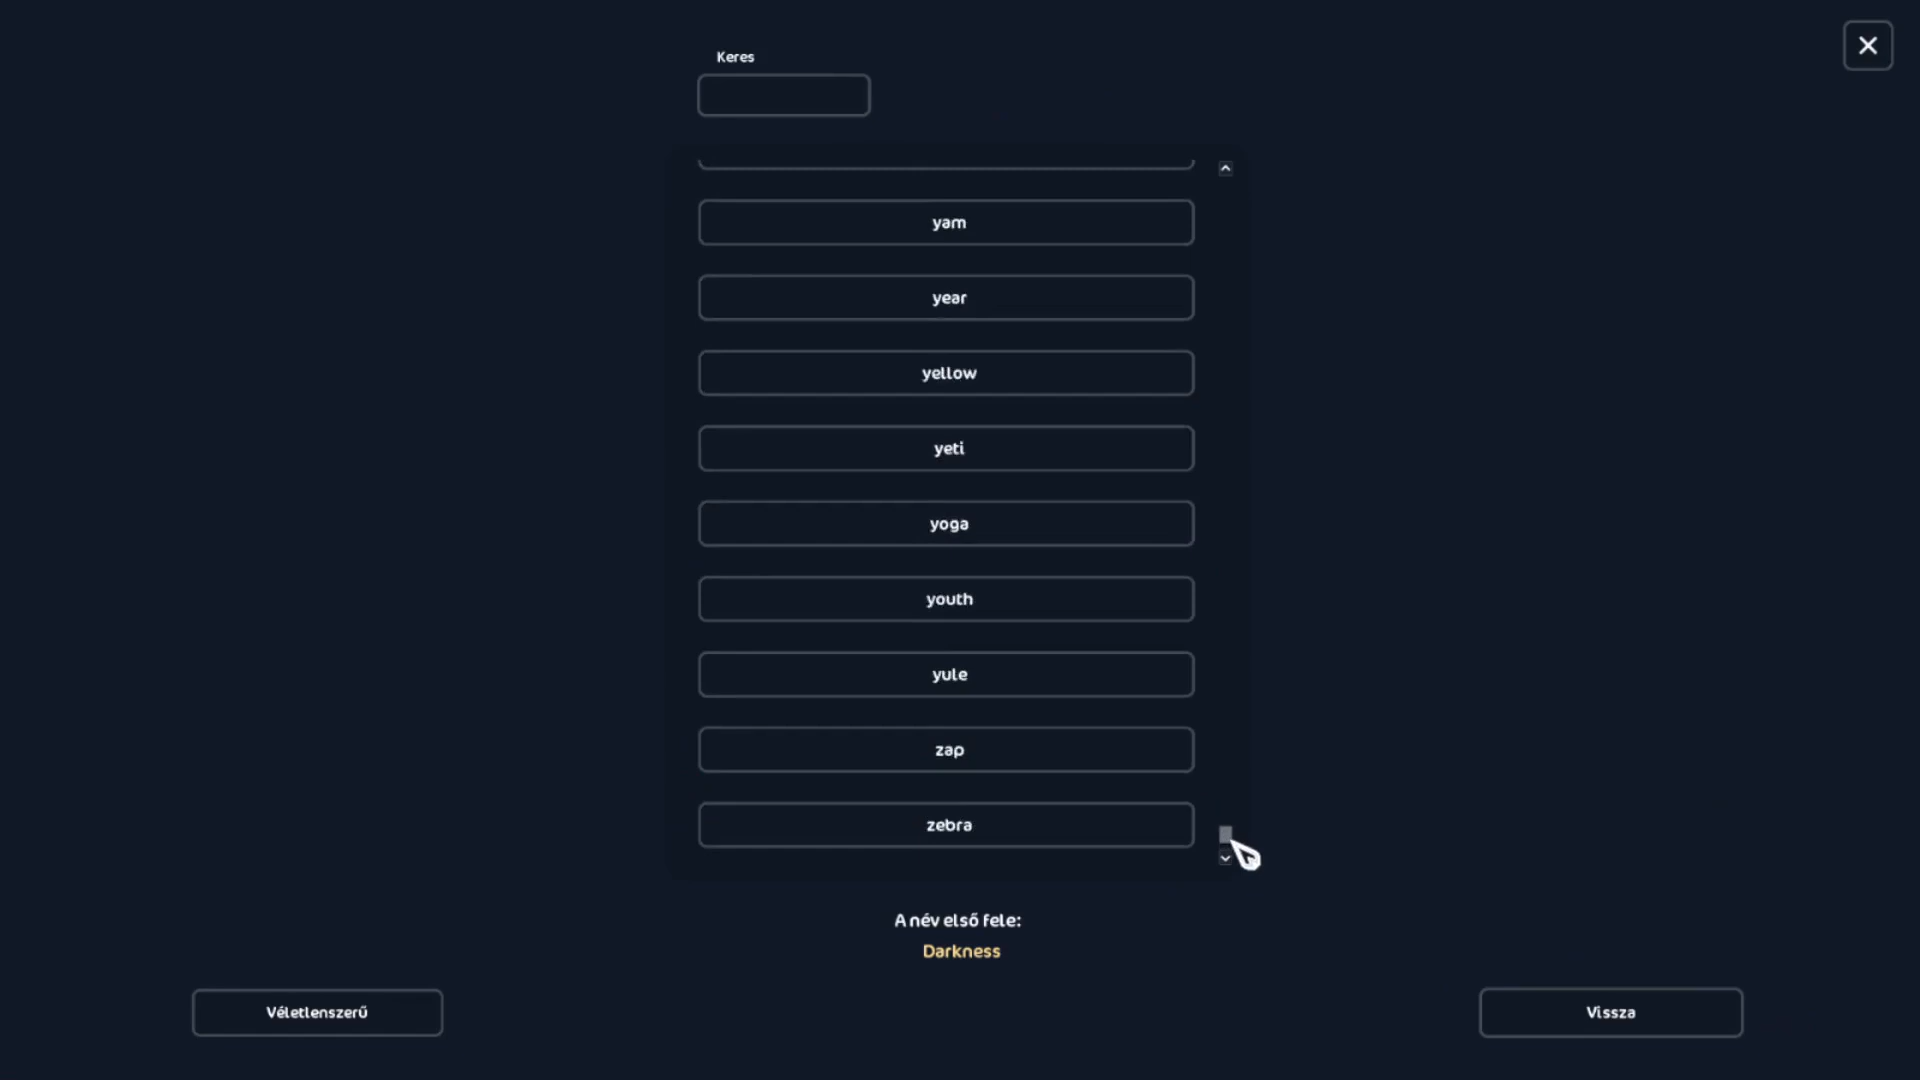 Keres
yam
year
yellow
yeti
yoga
youth
yule
zap
zebra
A név első fele:
Darkness
Véletlenszerű
Vissza